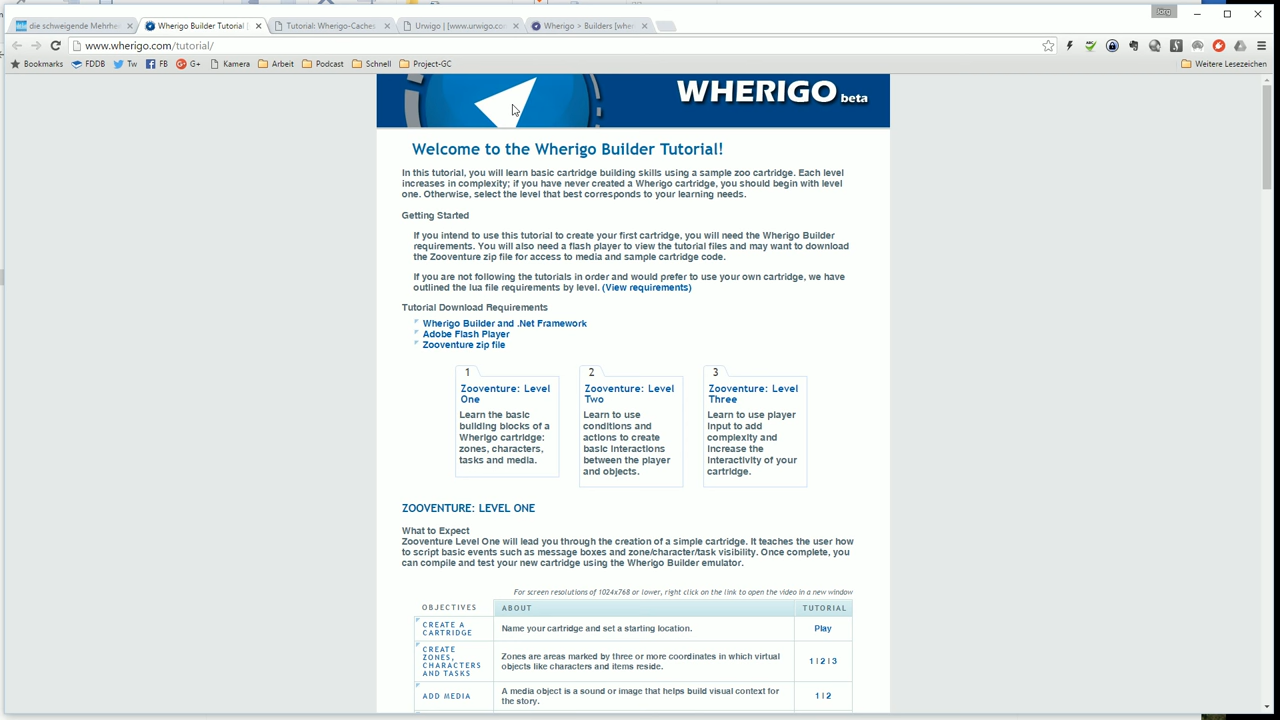 Jorg
die schweigende Mehrhe
Wherigo Builder Tutorial |
Tutorial: Wherigo-Caches
Urwigo | [www.urwigo.co
Wherigo > Builders [whe
www.wherigo.com/tutorial/
Bookmarks FDDB Tw FB G+ Kamera Arbeit Podcast Schnell Project-GC Weitere Lesezeichen
WHERIGO beta
Welcome to the Wherigo Builder Tutorial!
In this tutorial, you will learn basic cartridge building skills using a sample zoo cartridge. Each level
increases in complexity; if you have never created a Wherigo cartridge, you should begin with level
one. Otherwise, select the level that best corresponds to your learning needs.
Getting Started
If you intend to use this tutorial to create your first cartridge, you will need the Wherigo Builder
requirements. You will also need a flash player to view the tutorial files and may want to download
the Zooventure zip file for access to media and sample cartridge code.
If you are not following the tutorials in order and would prefer to use your own cartridge, we have
outlined the lua file requirements by level. (View requirements)
Tutorial Download Requirements
Wherigo Builder and .Net Framework
Adobe Flash Player
Zooventure zip file
1
Zooventure: Level
One
Learn the basic
building blocks of a
Wherigo cartridge:
zones, characters,
tasks and media.
2
Zooventure: Level
Two
Learn to use
conditions and
actions to create
basic interactions
between the player
and objects.
3
Zooventure: Level
Three
Learn to use player
input to add
complexity and
increase the
interactivity of your
cartridge.
ZOOVENTURE: LEVEL ONE
What to Expect
Zooventure Level One will lead you through the creation of a simple cartridge. It teaches the user how
to script basic events such as message boxes and zone/character/task visibility. Once complete, you
can compile and test your new cartridge using the Wherigo Builder emulator.
For screen resolutions of 1024x768 or lower, right click on the link to open the video in a new window
OBJECTIVES ABOUT TUTORIAL
CREATE A
CARTRIDGE
Name your cartridge and set a starting location.
Play
CREATE
ZONES,
CHARACTERS
AND TASKS
Zones are areas marked by three or more coordinates in which virtual
objects like characters and items reside.
1 | 2 | 3
ADD MEDIA
A media object is a sound or image that helps build visual context for
the story.
1 | 2